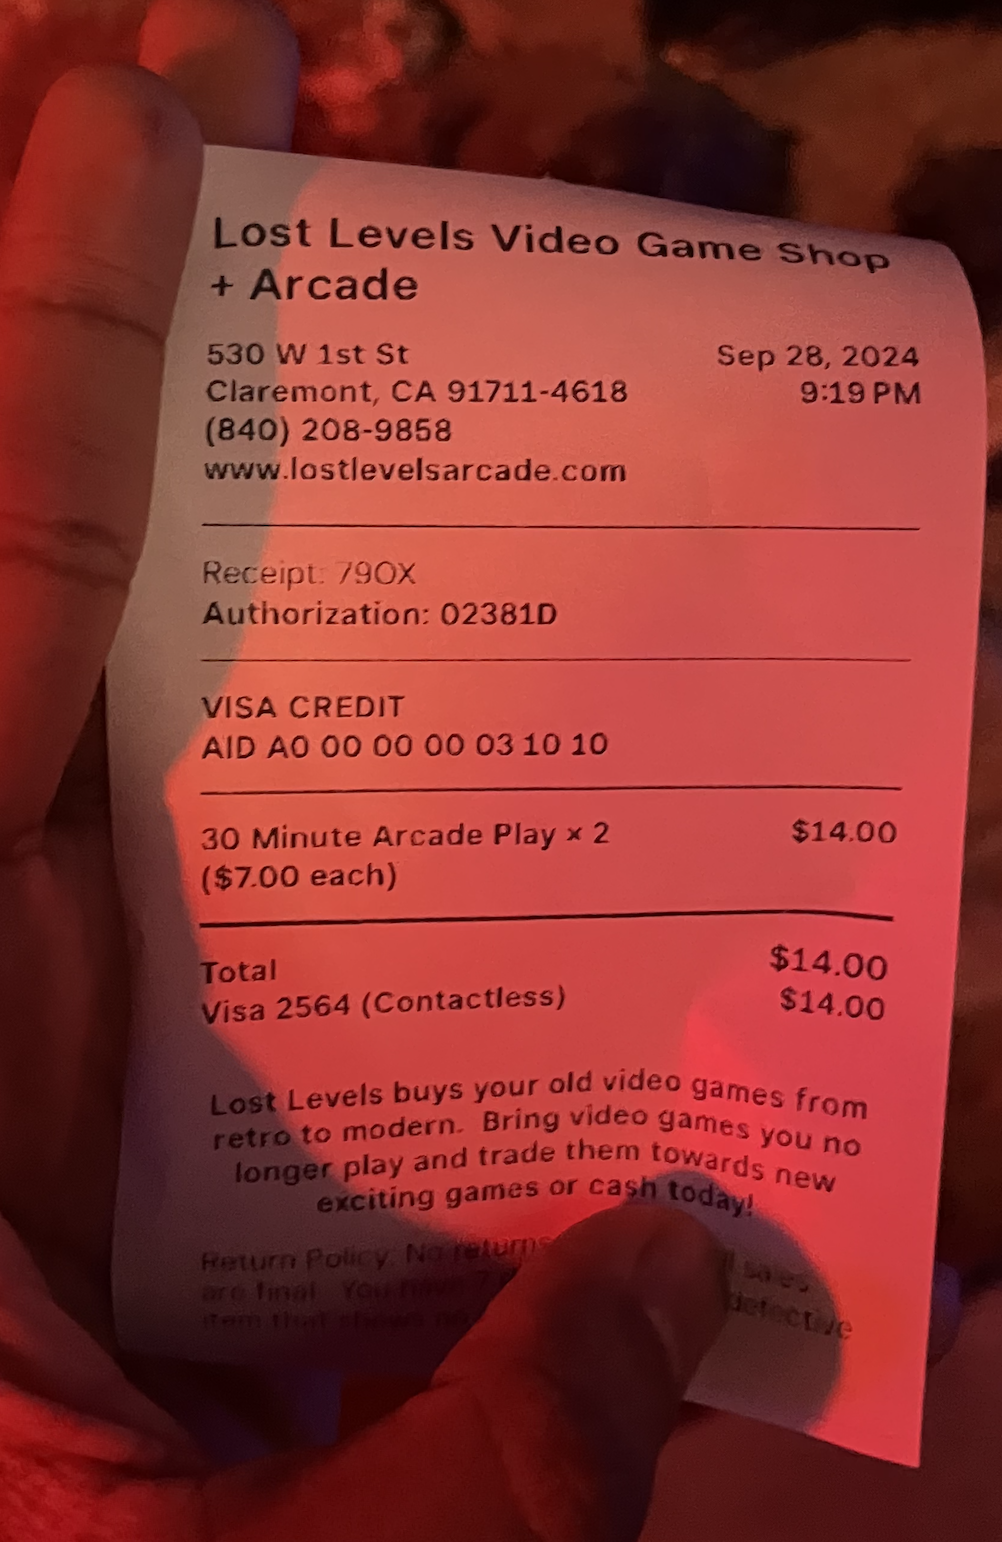 Lost Levels Video Game Shop
+ Arcade
530 W 1st St
Sep 28, 2024
Claremont, CA 91711-4618
9:19 PM
(840) 208-9858
www.lostlevelsarcade.com
Receipt: 79OX
Authorization: 02381D
VISA CREDIT
AID A0 00 00 00 03 10 10
30 Minute Arcade Play × 2
$14.00
($7.00 each)
Total
$14.00
Visa 2564 (Contactless)
$14.00
Lost Levels buys your old video games from
retro to modern. Bring video games you no
longer play and trade them towards new
exciting games or cash today!
Return Policy: No returns sales
are final. You have 7 defective
item that shows